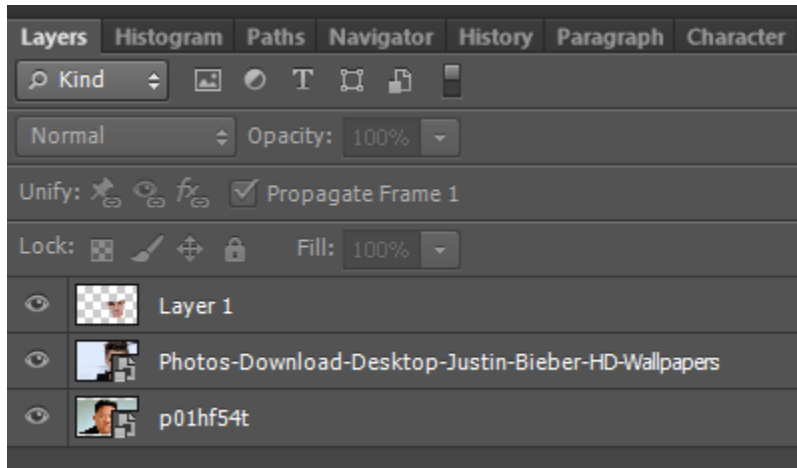 Layers Histogram Paths Navigator History Paragraph Character
Kind T
Normal Opacity: 100%
Unify: fx Propagate Frame 1
Lock: Fill: 100%
Layer 1
Photos-Download-Desktop-Justin-Bieber-HD-Wallpapers
p01hf54t